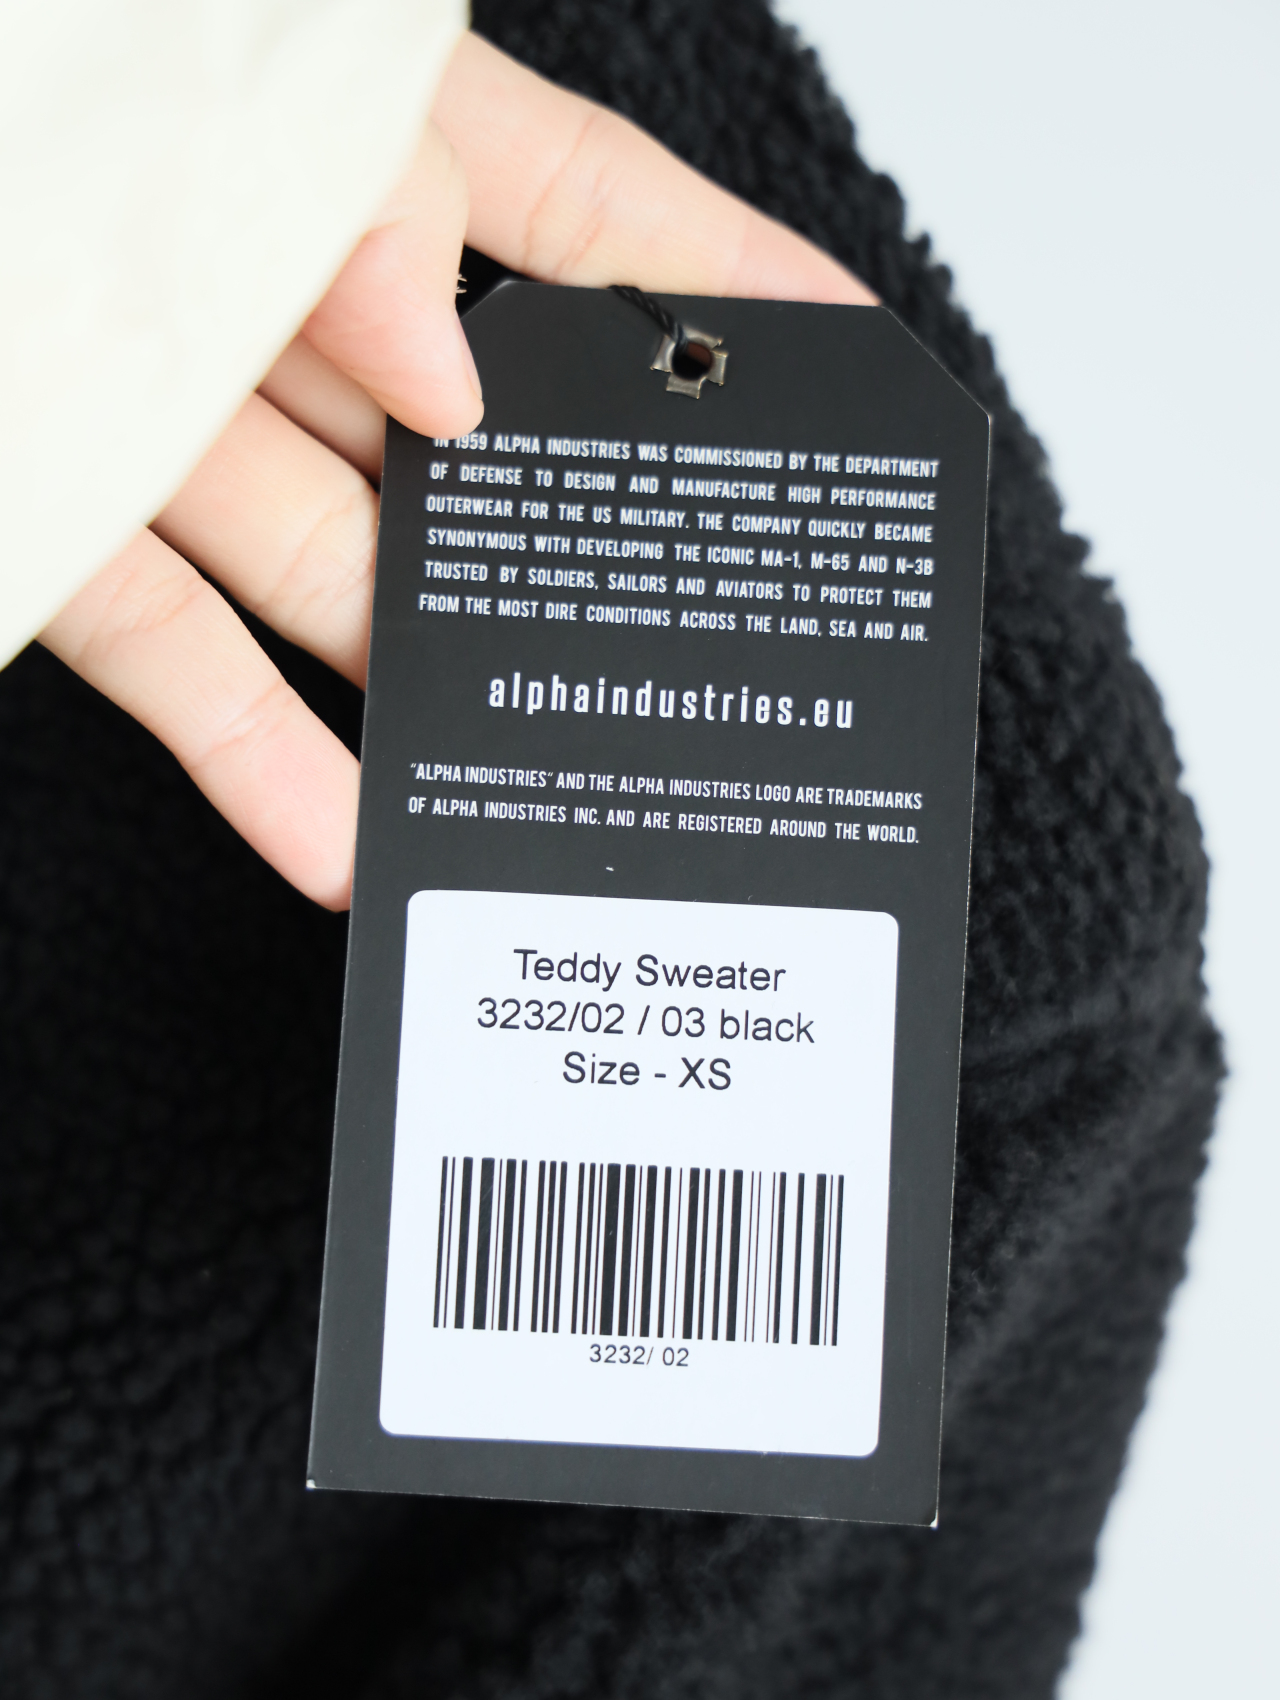 IN 1959 ALPHA INDUSTRIES WAS COMMISSIONED BY THE DEPARTMENT
OF DEFENSE TO DESIGN AND MANUFACTURE HIGH PERFORMANCE
OUTERWEAR FOR THE US MILITARY. THE COMPANY QUICKLY BECAME
SYNONYMOUS WITH DEVELOPING THE ICONIC MA-1, M-65 AND N-3B
TRUSTED BY SOLDIERS, SAILORS AND AVIATORS TO PROTECT THEM
FROM THE MOST DIRE CONDITIONS ACROSS THE LAND, SEA AND AIR.
alphaindustries.eu
"ALPHA INDUSTRIES" AND THE ALPHA INDUSTRIES LOGO ARE TRADEMARKS
OF ALPHA INDUSTRIES INC. AND ARE REGISTERED AROUND THE WORLD.
Teddy Sweater
3232/02 / 03 black
Size - XS
3232/ 02